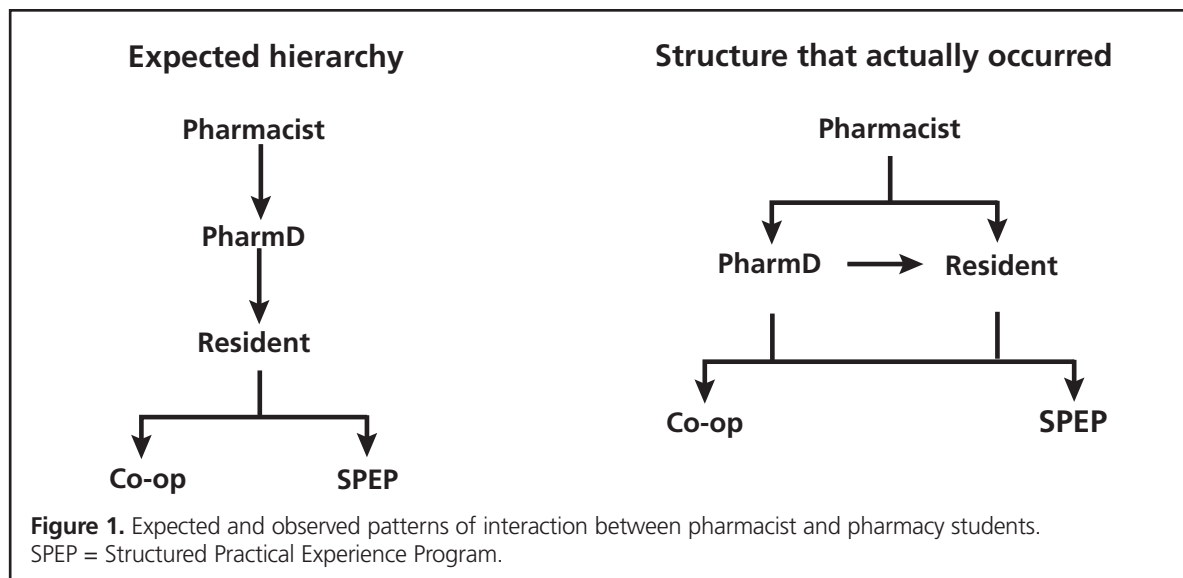 Expected hierarchy
Pharmacist
PharmD
Resident
Co-op SPEP
Structure that actually occurred
Pharmacist
PharmD Resident
Co-op SPEP
Figure 1. Expected and observed patterns of interaction between pharmacist and pharmacy students.
SPEP = Structured Practical Experience Program.